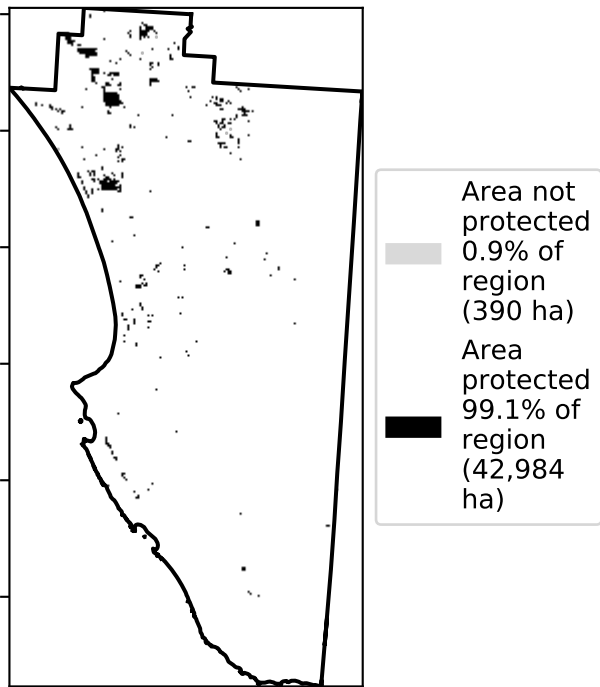 Area not
protected
0.9% of
region
(390 ha)
Area
protected
99.1% of
region
(42,984
ha)